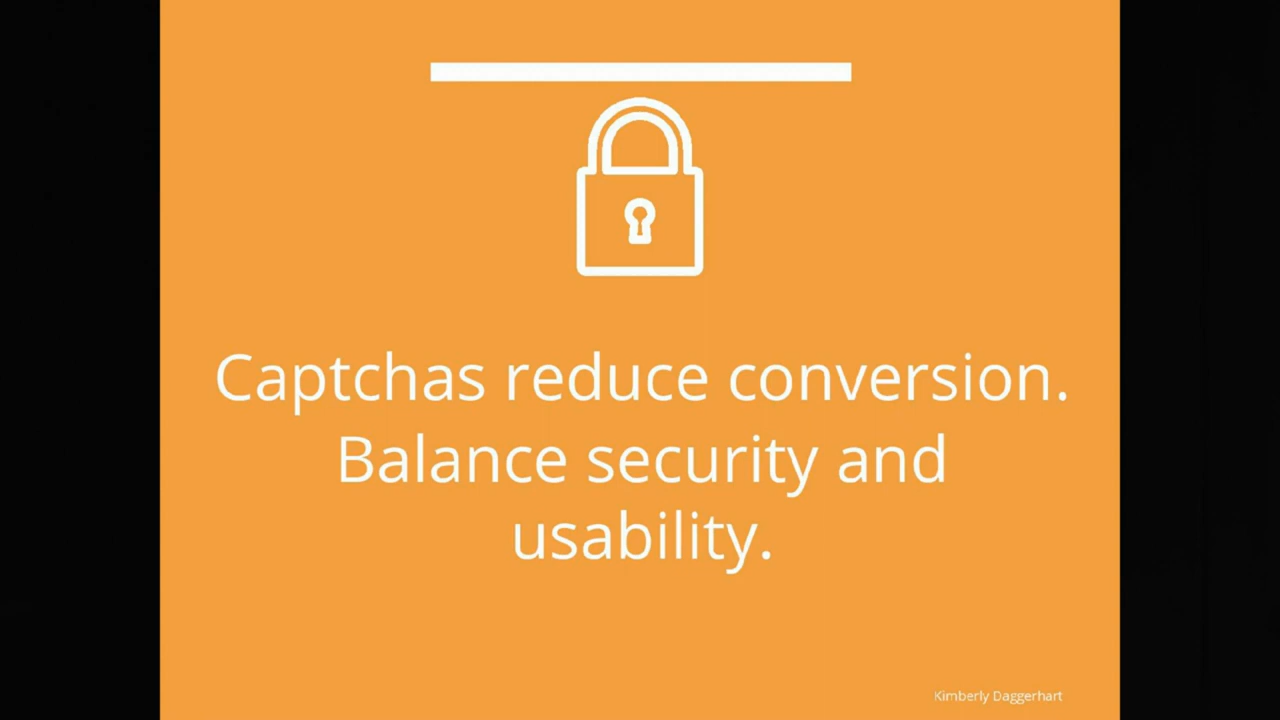 Captchas reduce conversion.
Balance security and
usability.
Kimberly Daggerhart